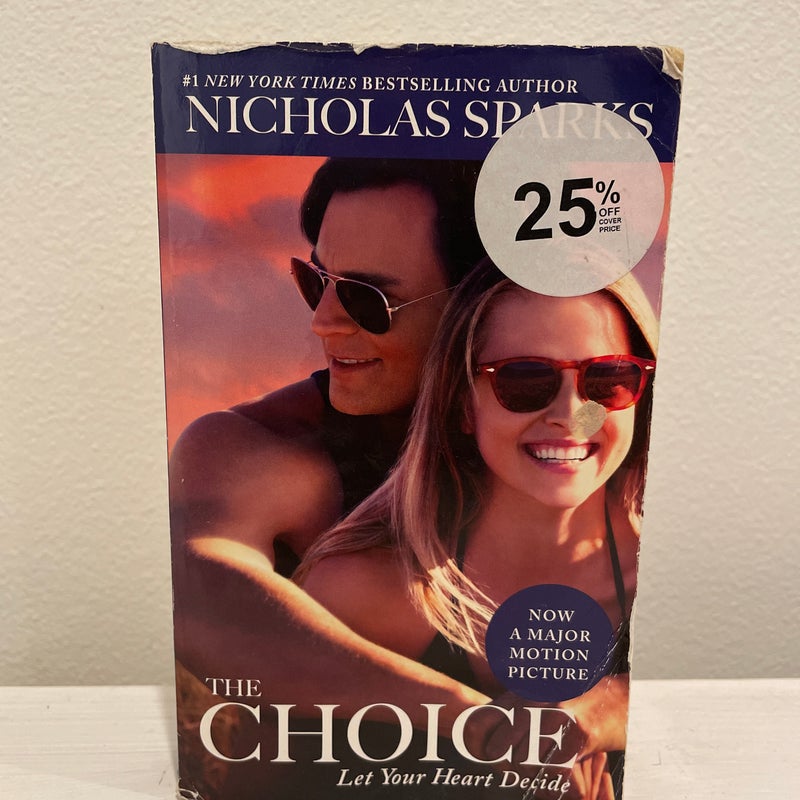 #1 NEW YORK TIMES BESTSELLING AUTHOR
NICHOLAS SPARKS
25%
OFF
COVER
PRICE
NOW
A MAJOR
MOTION
PICTURE
THE
CHOICE
Let Your Heart Decide